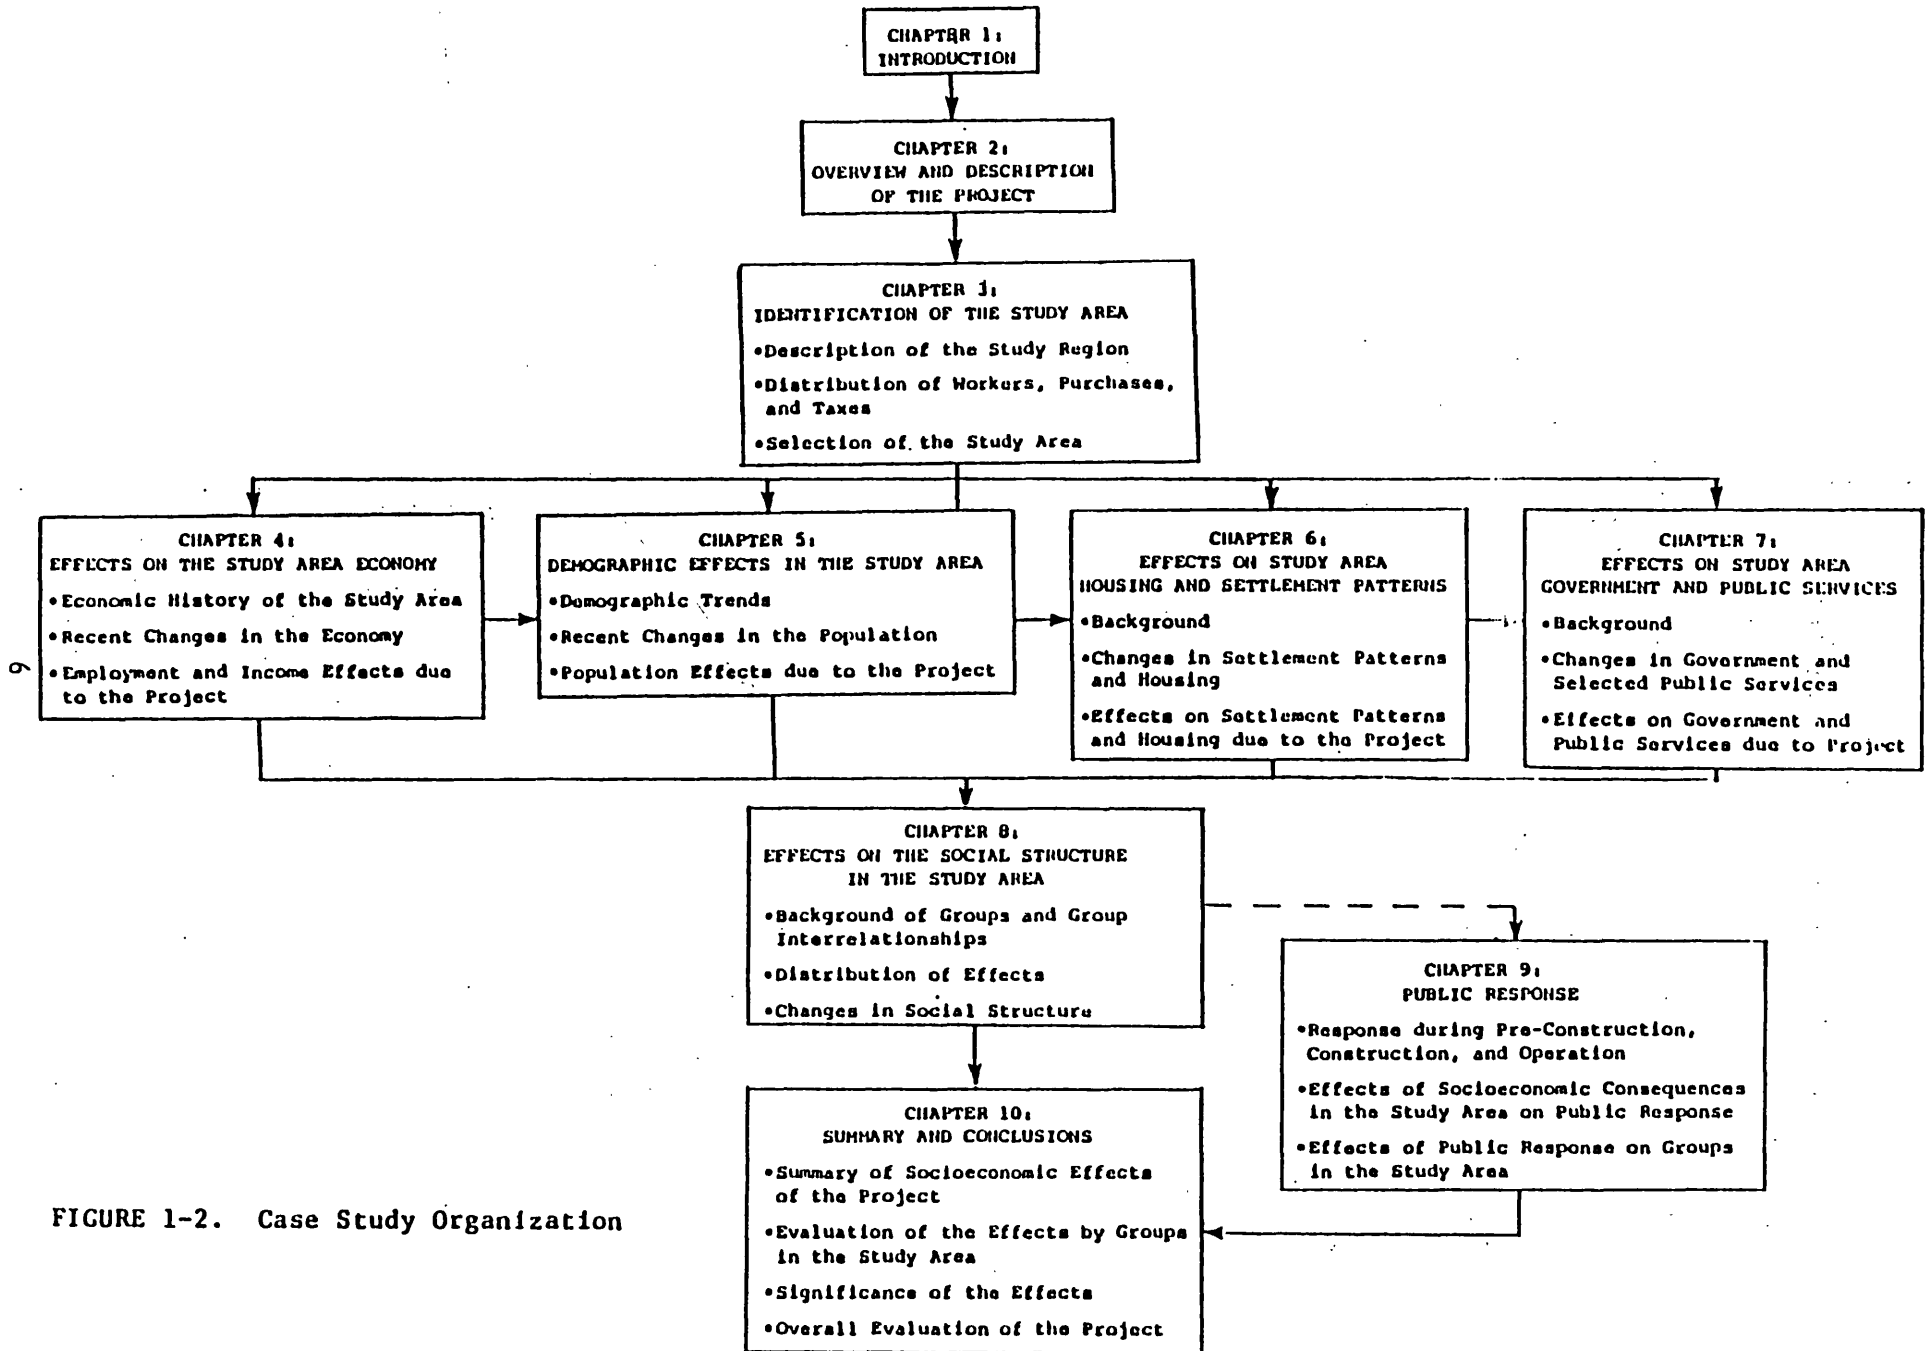 CHAPTER 1:
INTRODUCTION
CHAPTER 2:
OVERVIEW AND DESCRIPTION
OF THE PROJECT
CHAPTER 3:
IDENTIFICATION OF THE STUDY AREA
•Description of the Study Region
•Distribution of Workers, Purchases,
and Taxes
•Selection of the Study Area
CHAPTER 4:
EFFECTS ON THE STUDY AREA ECONOMY
•Economic History of the Study Area
•Recent Changes in the Economy
•Employment and Income Effects due
to the Project
CHAPTER 5:
DEMOGRAPHIC EFFECTS IN THE STUDY AREA
•Demographic Trends
•Recent Changes in the Population
•Population Effects due to the Project
CHAPTER 6:
EFFECTS ON STUDY AREA
HOUSING AND SETTLEMENT PATTERNS
•Background
•Changes in Settlement Patterns
and Housing
•Effects on Settlement Patterns
and Housing due to the Project
CHAPTER 7:
EFFECTS ON STUDY AREA
GOVERNMENT AND PUBLIC SERVICES
•Background
•Changes in Government and
Selected Public Services
•Effects on Government and
Public Services due to Project
9
CHAPTER 8:
EFFECTS ON THE SOCIAL STRUCTURE
IN THE STUDY AREA
•Background of Groups and Group
Interrelationships
•Distribution of Effects
•Changes in Social Structure
CHAPTER 9:
PUBLIC RESPONSE
•Response during Pre-Construction,
Construction, and Operation
•Effects of Socioeconomic Consequences
in the Study Area on Public Response
•Effects of Public Response on Groups
in the Study Area
CHAPTER 10:
SUMMARY AND CONCLUSIONS
•Summary of Socioeconomic Effects
of the Project
•Evaluation of the Effects by Groups
in the Study Area
•Significance of the Effects
•Overall Evaluation of the Project
FIGURE 1-2. Case Study Organization